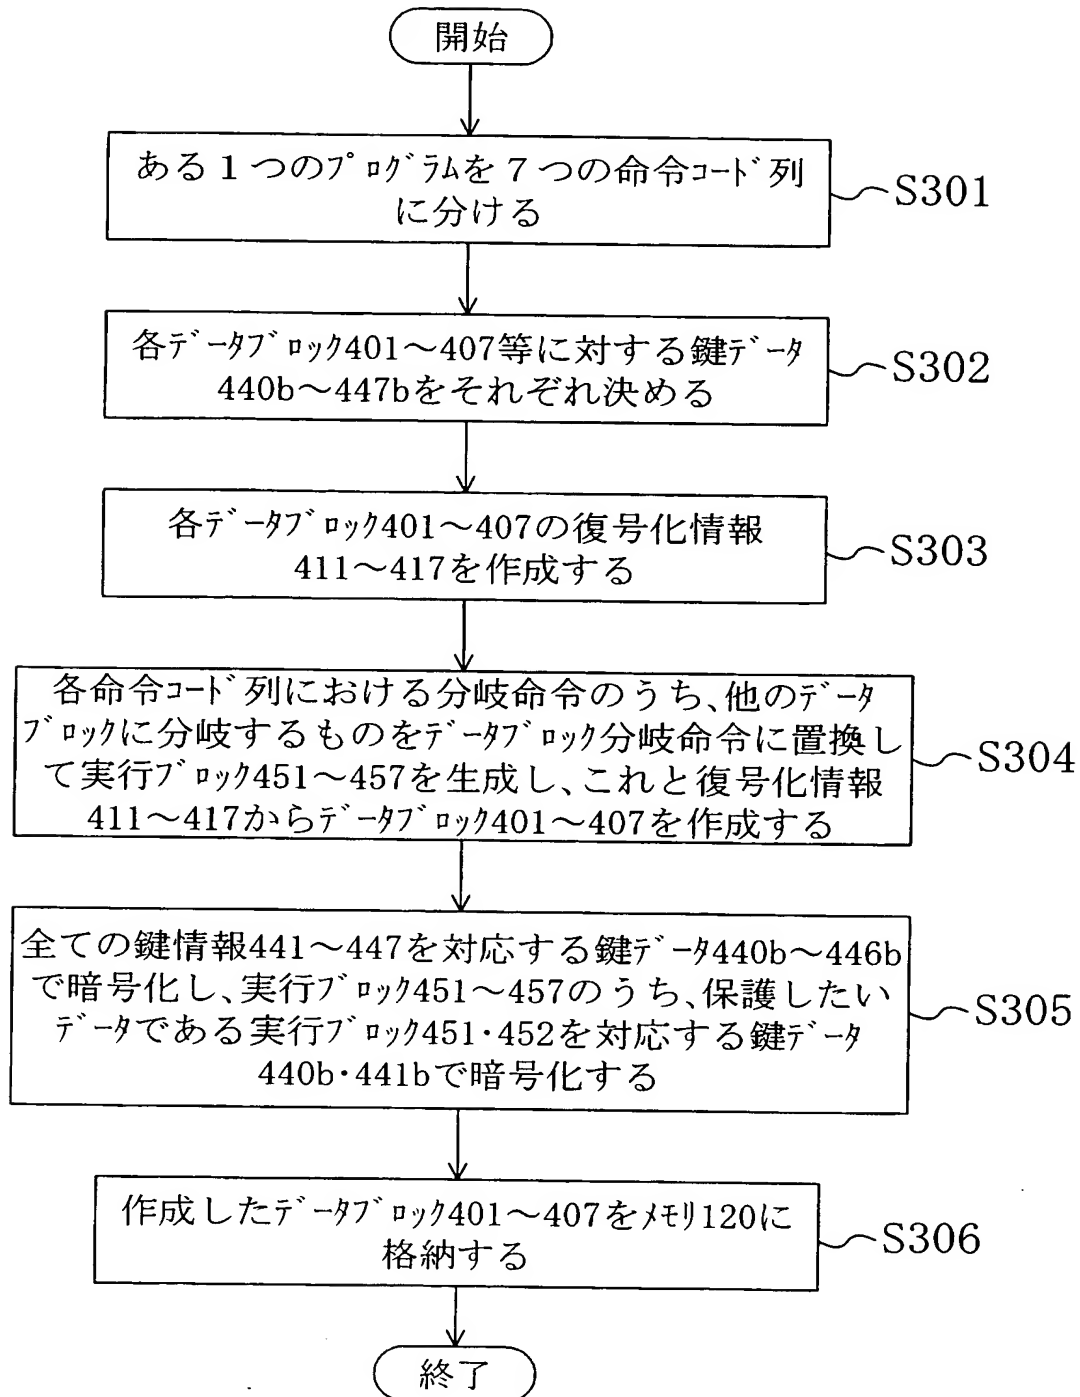 開始
ある1つのプログラムを7つの命令コード列
に分ける
S301
各データブロック401～407等に対する鍵データ
440b～447bをそれぞれ決める
S302
各データブロック401～407の復号化情報
411～417を作成する
S303
各命令コード列における分岐命令のうち、他のデータ
ブロックに分岐するものをデータブロック分岐命令に置換し
て実行ブロック451～457を生成し、これと復号化情報
411～417からデータブロック401～407を作成する
S304
全ての鍵情報441～447を対応する鍵データ440b～446b
で暗号化し、実行ブロック451～457のうち、保護したい
データである実行ブロック451・452を対応する鍵データ
440b・441bで暗号化する
S305
作成したデータブロック401～407をメモリ120に
格納する
S306
終了